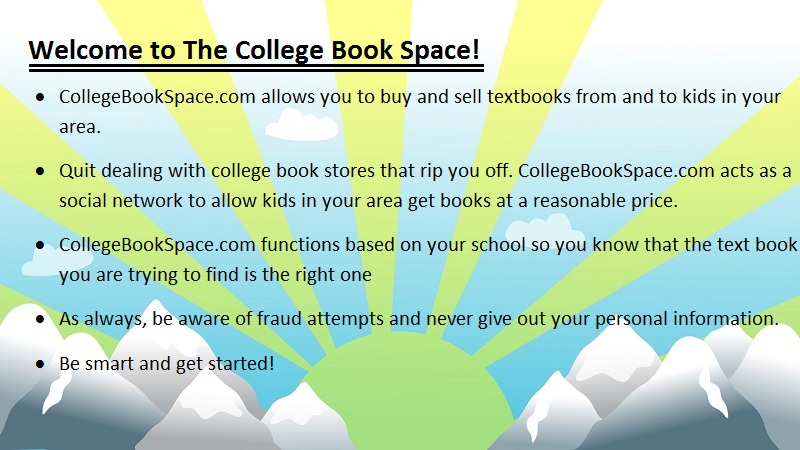 Welcome to The College Book Space!
• CollegeBookSpace.com allows you to buy and sell textbooks from and to kids in your
area.
• Quit dealing with college book stores that rip you off. CollegeBookSpace.com acts as a
social network to allow kids in your area get books at a reasonable price.
• CollegeBookSpace.com functions based on your school so you know that the text book
you are trying to find is the right one
• As always, be aware of fraud attempts and never give out your personal information.
• Be smart and get started!